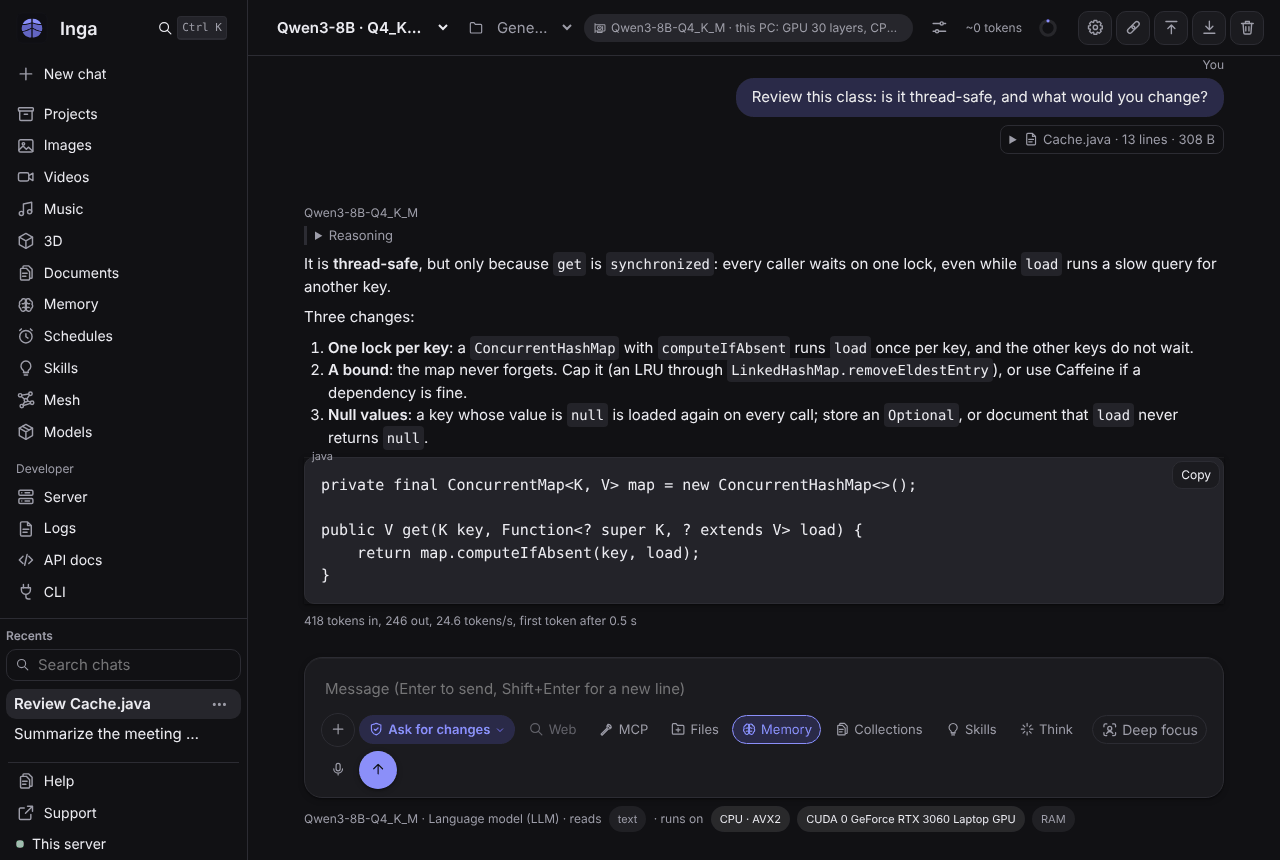 Inga
Ctrl K
New chat
Projects
Images
Videos
Music
3D
Documents
Memory
Schedules
Skills
Mesh
Models
Developer
Server
Logs
API docs
CLI
Recents
Search chats
Review Cache.java
Summarize the meeting ...
Help
Support
This server
Qwen3-8B · Q4_K...
Gene...
Qwen3-8B-Q4_K_M · this PC: GPU 30 layers, CP...
~0 tokens
You
Review this class: is it thread-safe, and what would you change?
Cache.java · 13 lines · 308 B
Qwen3-8B-Q4_K_M
Reasoning
It is thread-safe, but only because get is synchronized: every caller waits on one lock, even while load runs a slow query for
another key.
Three changes:
1. One lock per key: a ConcurrentHashMap with computeIfAbsent runs load once per key, and the other keys do not wait.
2. A bound: the map never forgets. Cap it (an LRU through LinkedHashMap.removeEldestEntry), or use Caffeine if a
dependency is fine.
3. Null values: a key whose value is null is loaded again on every call; store an Optional, or document that load never
returns null.
java
Copy
private final ConcurrentMap<K, V> map = new ConcurrentHashMap<>();
public V get(K key, Function<? super K, ? extends V> load) {
    return map.computeIfAbsent(key, load);
}
418 tokens in, 246 out, 24.6 tokens/s, first token after 0.5 s
Message (Enter to send, Shift+Enter for a new line)
Ask for changes
Web
MCP
Files
Memory
Collections
Skills
Think
Deep focus
Qwen3-8B-Q4_K_M · Language model (LLM) · reads text · runs on CPU · AVX2 CUDA 0 GeForce RTX 3060 Laptop GPU RAM